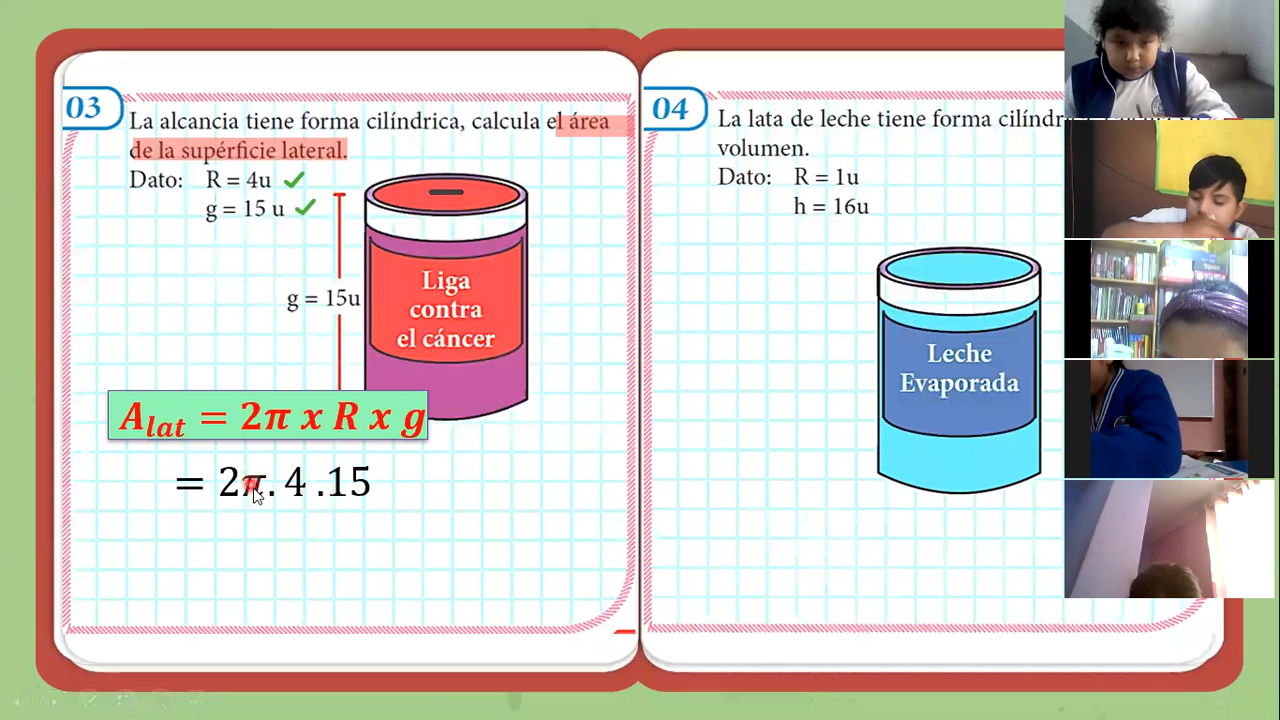 03
La alcancia tiene forma cilíndrica, calcula el área
de la supérficie lateral.
Dato: R = 4u
g = 15 u
g = 15u
Liga
contra
el cáncer
A_lat = 2π x R x g
= 2π. 4 .15
04
La lata de leche tiene forma
volumen.
Dato: R = 1u
h = 16u
Leche
Evaporada